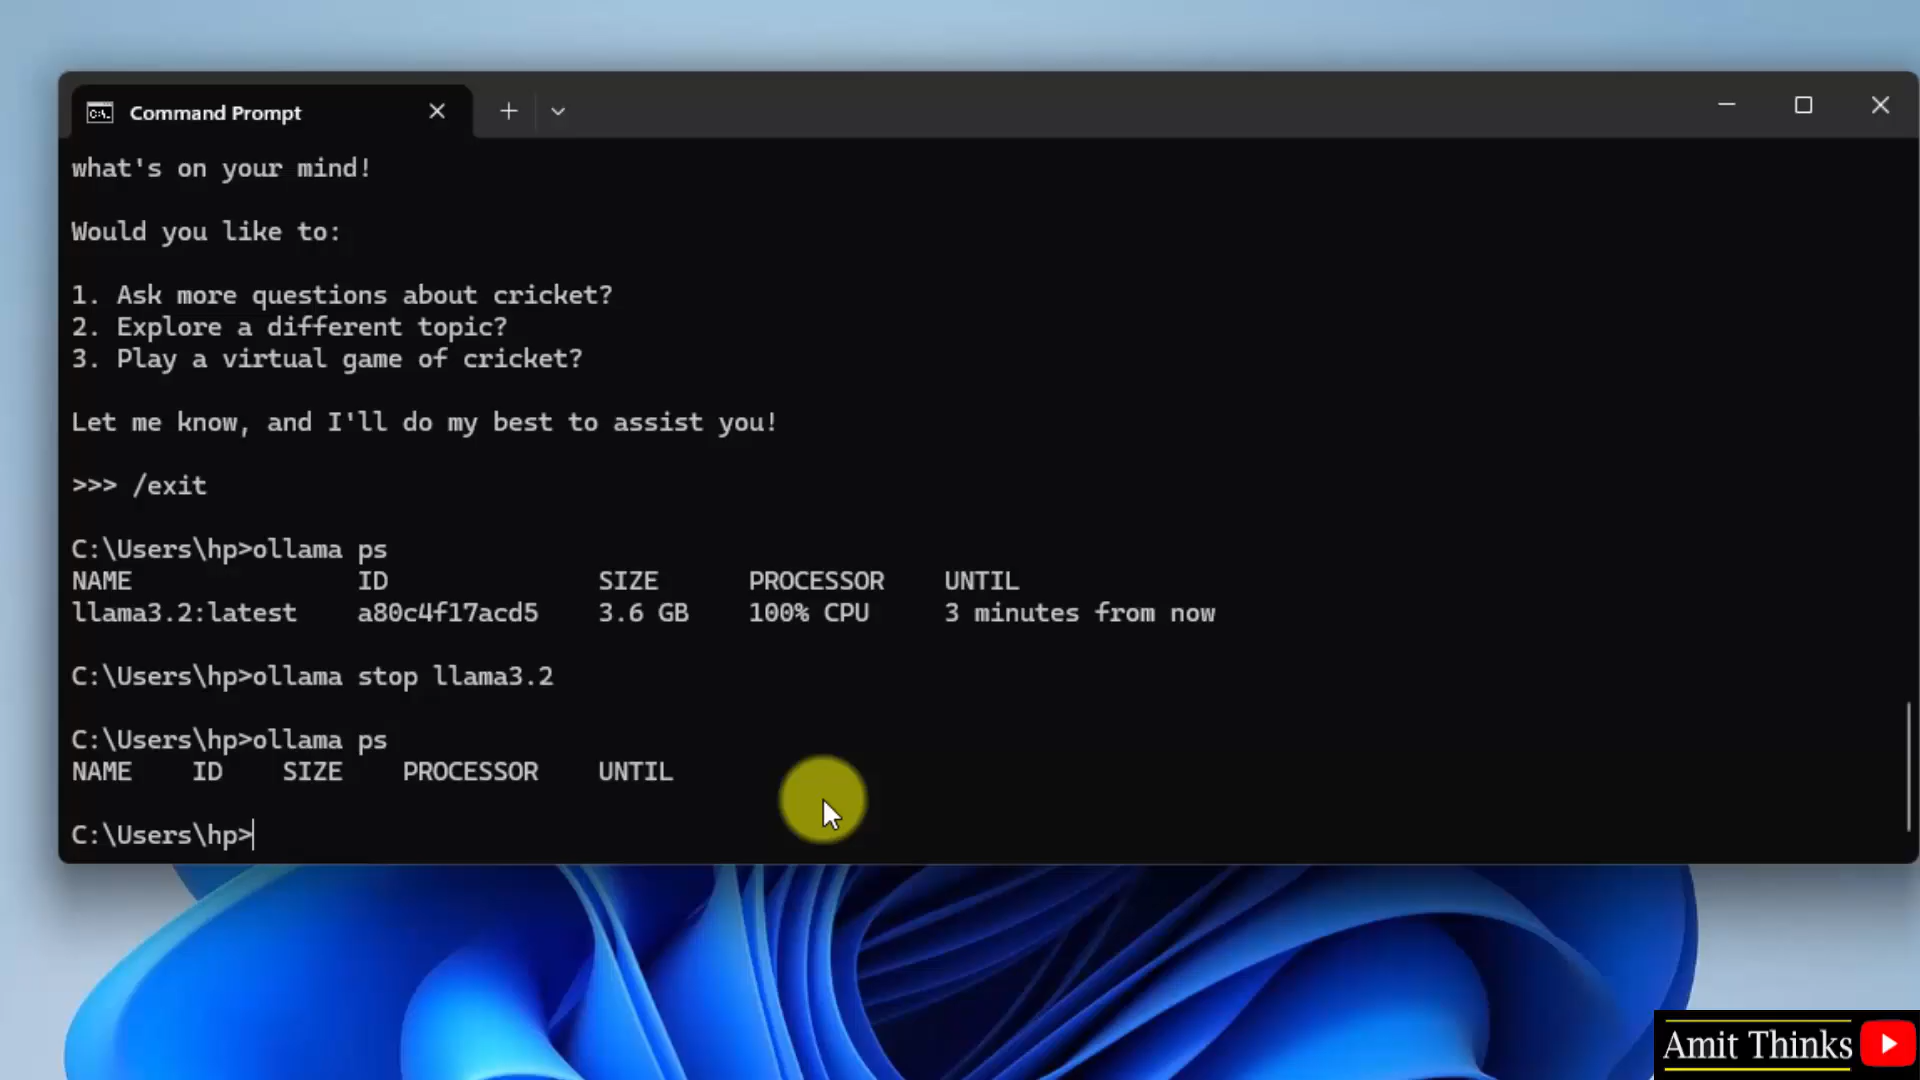 Command Prompt
what's on your mind!
Would you like to:
1. Ask more questions about cricket?
2. Explore a different topic?
3. Play a virtual game of cricket?
Let me know, and I'll do my best to assist you!
>>> /exit
C:\Users\hp>ollama ps
NAME ID SIZE PROCESSOR UNTIL
llama3.2:latest a80c4f17acd5 3.6 GB 100% CPU 3 minutes from now
C:\Users\hp>ollama stop llama3.2
C:\Users\hp>ollama ps
NAME ID SIZE PROCESSOR UNTIL
C:\Users\hp>
Amit Thinks